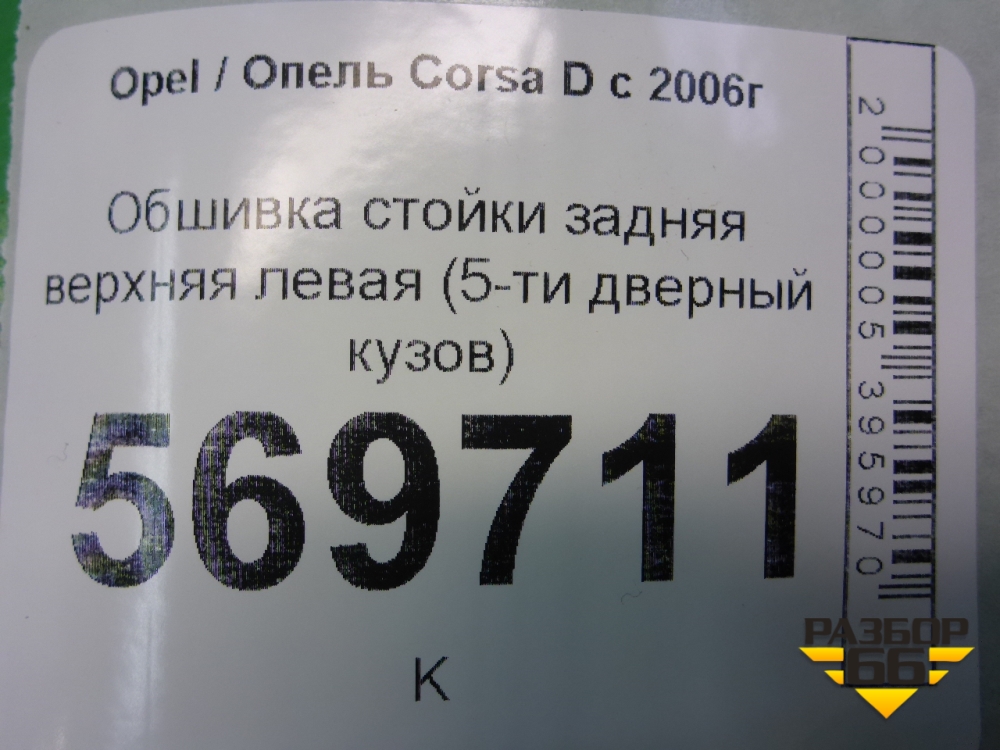 Opel / Опель Corsa D с 2006г
Обшивка стойки задняя
верхняя левая (5-ти дверный
кузов)
569711
К
2000005395970
РАЗБОР
66